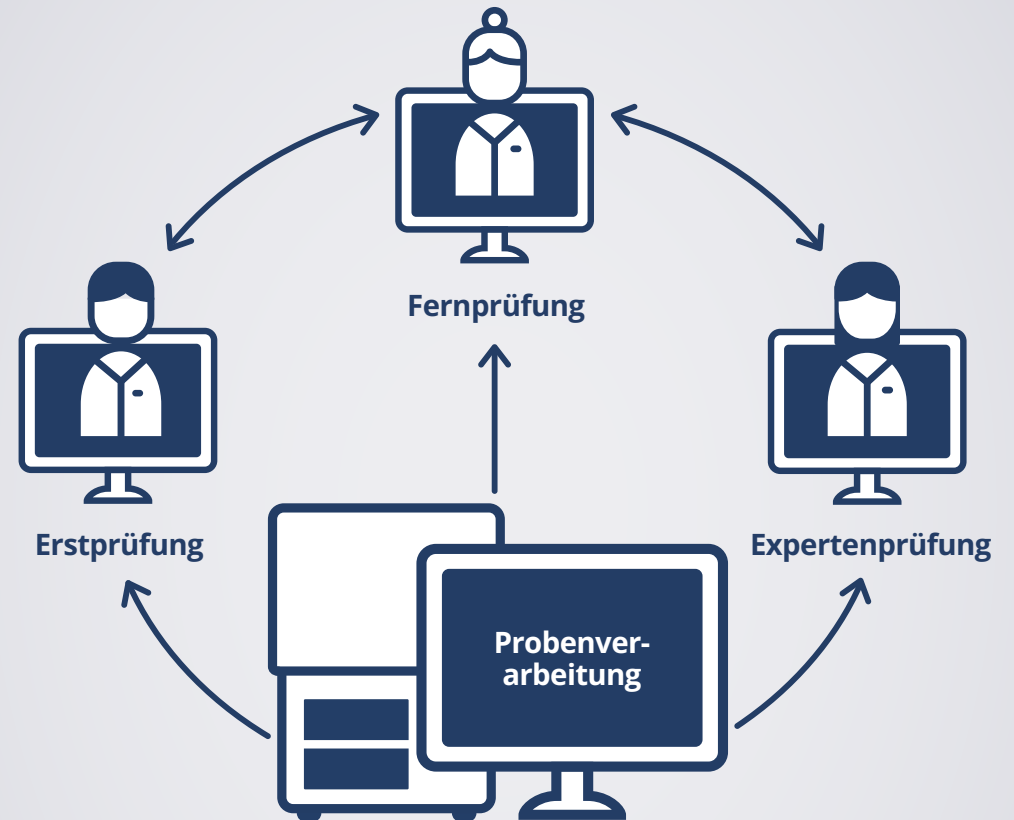 Fernprüfung
Erstprüfung
Expertenprüfung
Probenver-
arbeitung